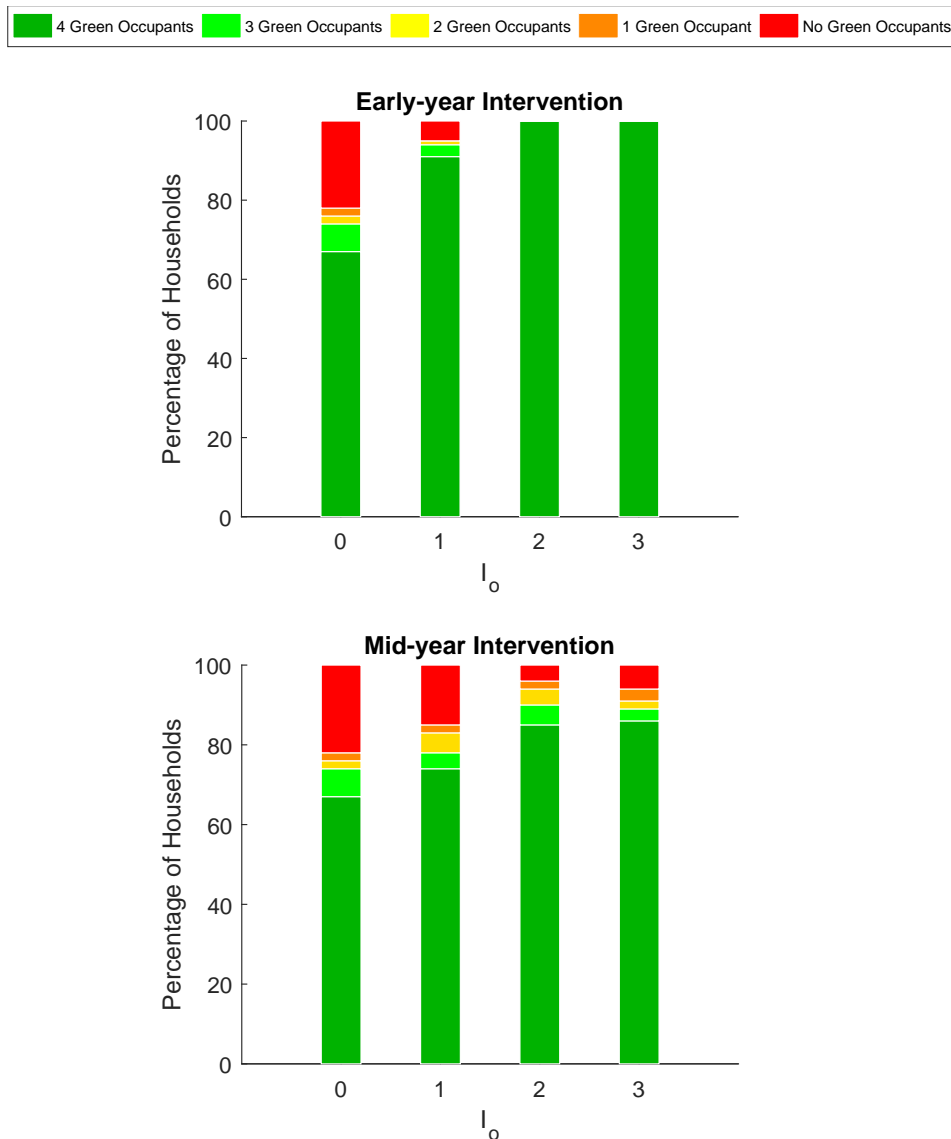 4 Green Occupants 3 Green Occupants 2 Green Occupants 1 Green Occupant No Green Occupants
Early-year Intervention
Percentage of Households
100
80
60
40
20
0
0 1 2 3
I_o
Mid-year Intervention
Percentage of Households
100
80
60
40
20
0
0 1 2 3
I_o